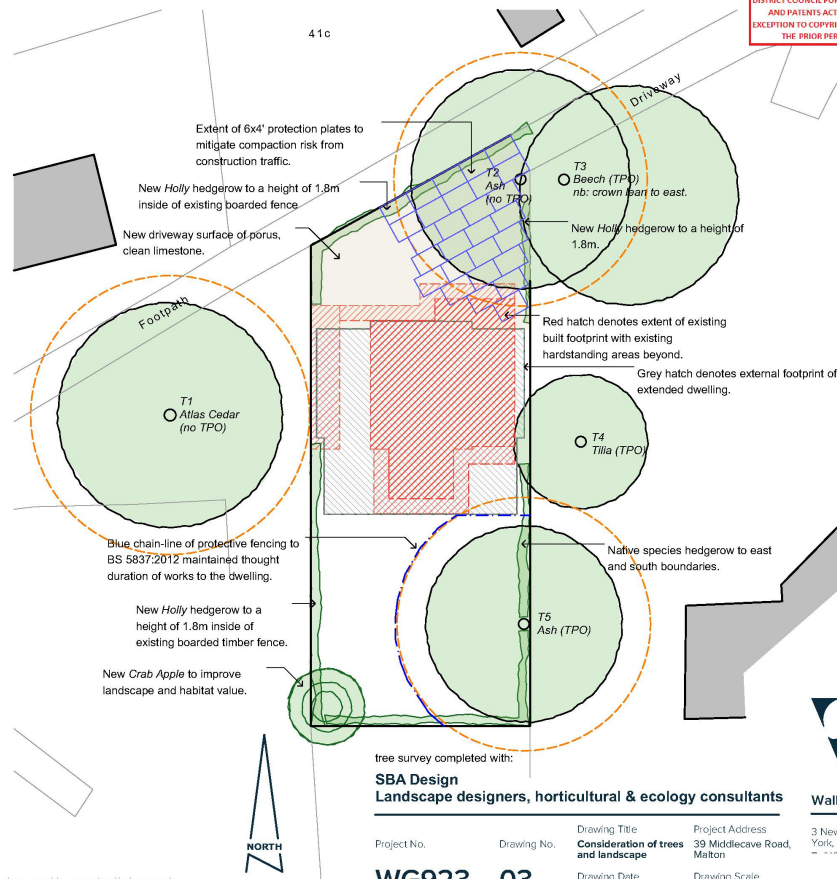 DISTRICT COUNCIL FOR
AND PATENTS ACT
EXCEPTION TO COPYRI
THE PRIOR PER
41c
Driveway
Extent of 6x4' protection plates to
mitigate compaction risk from
construction traffic.
T2
Ash
(no TPO)
T3
Beech (TPO)
nb: crown lean to east.
New Holly hedgerow to a height of 1.8m
inside of existing boarded fence
New Holly hedgerow to a height of
1.8m.
New driveway surface of porus,
clean limestone.
Footpath
Red hatch denotes extent of existing
built footprint with existing
hardstanding areas beyond.
Grey hatch denotes external footprint of
extended dwelling.
T1
Atlas Cedar
(no TPO)
T4
Tilia (TPO)
Blue chain-line of protective fencing to
BS 5837:2012 maintained thought
duration of works to the dwelling.
Native species hedgerow to east
and south boundaries.
New Holly hedgerow to a
height of 1.8m inside of
existing boarded timber fence.
T5
Ash (TPO)
New Crab Apple to improve
landscape and habitat value.
tree survey completed with:
SBA Design
Landscape designers, horticultural & ecology consultants
NORTH
Project No.
WG923
Drawing No.
03
Drawing Title
Consideration of trees
and landscape
Project Address
39 Middlecave Road,
Malton
Drawing Date
Drawing Scale
Wall
3 New
York,